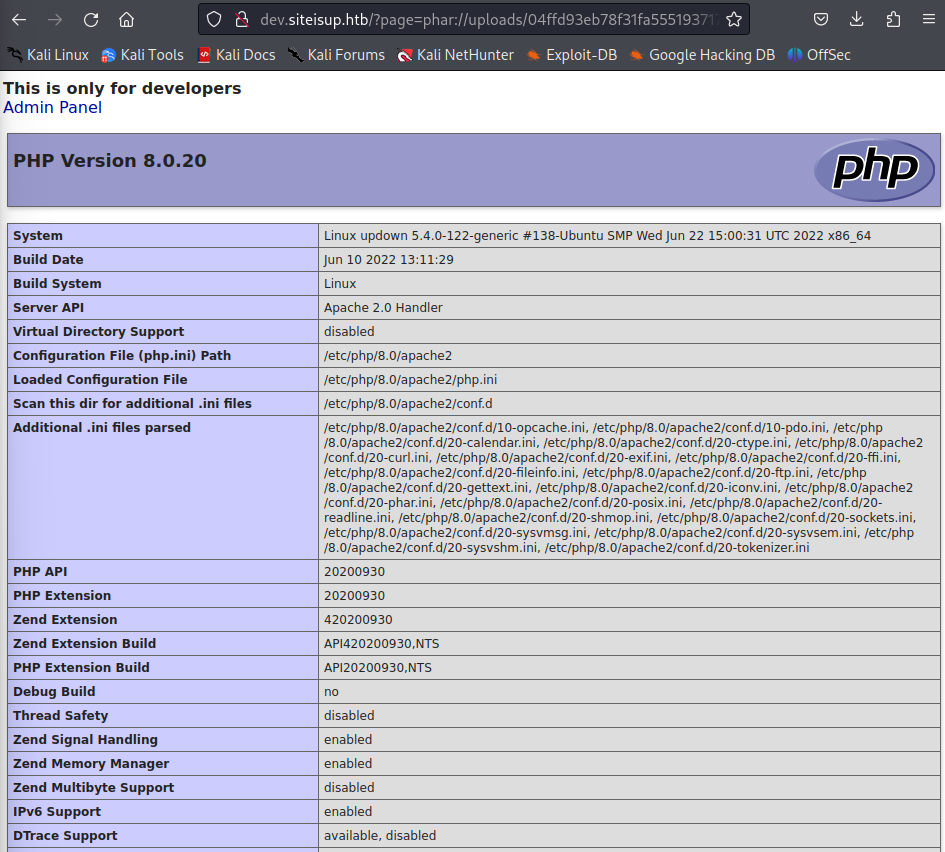 dev.siteisup.htb/?page=phar://uploads/04ffd93eb78f31fa5551937
Kali Linux Kali Tools Kali Docs Kali Forums Kali NetHunter Exploit-DB Google Hacking DB OffSec
This is only for developers
Admin Panel
PHP Version 8.0.20
php
System Linux updown 5.4.0-122-generic #138-Ubuntu SMP Wed Jun 22 15:00:31 UTC 2022 x86_64
Build Date Jun 10 2022 13:11:29
Build System Linux
Server API Apache 2.0 Handler
Virtual Directory Support disabled
Configuration File (php.ini) Path /etc/php/8.0/apache2
Loaded Configuration File /etc/php/8.0/apache2/php.ini
Scan this dir for additional .ini files /etc/php/8.0/apache2/conf.d
Additional .ini files parsed /etc/php/8.0/apache2/conf.d/10-opcache.ini, /etc/php/8.0/apache2/conf.d/10-pdo.ini, /etc/php
/8.0/apache2/conf.d/20-calendar.ini, /etc/php/8.0/apache2/conf.d/20-ctype.ini, /etc/php/8.0/apache2
/conf.d/20-curl.ini, /etc/php/8.0/apache2/conf.d/20-exif.ini, /etc/php/8.0/apache2/conf.d/20-ffi.ini,
/etc/php/8.0/apache2/conf.d/20-fileinfo.ini, /etc/php/8.0/apache2/conf.d/20-ftp.ini, /etc/php
/8.0/apache2/conf.d/20-gettext.ini, /etc/php/8.0/apache2/conf.d/20-iconv.ini, /etc/php/8.0/apache2
/conf.d/20-phar.ini, /etc/php/8.0/apache2/conf.d/20-posix.ini, /etc/php/8.0/apache2/conf.d/20-
readline.ini, /etc/php/8.0/apache2/conf.d/20-shmop.ini, /etc/php/8.0/apache2/conf.d/20-sockets.ini,
/etc/php/8.0/apache2/conf.d/20-sysvmsg.ini, /etc/php/8.0/apache2/conf.d/20-sysvsem.ini, /etc/php
/8.0/apache2/conf.d/20-sysvshm.ini, /etc/php/8.0/apache2/conf.d/20-tokenizer.ini
PHP API 20200930
PHP Extension 20200930
Zend Extension 420200930
Zend Extension Build API420200930,NTS
PHP Extension Build API20200930,NTS
Debug Build no
Thread Safety disabled
Zend Signal Handling enabled
Zend Memory Manager enabled
Zend Multibyte Support disabled
IPv6 Support enabled
DTrace Support available, disabled